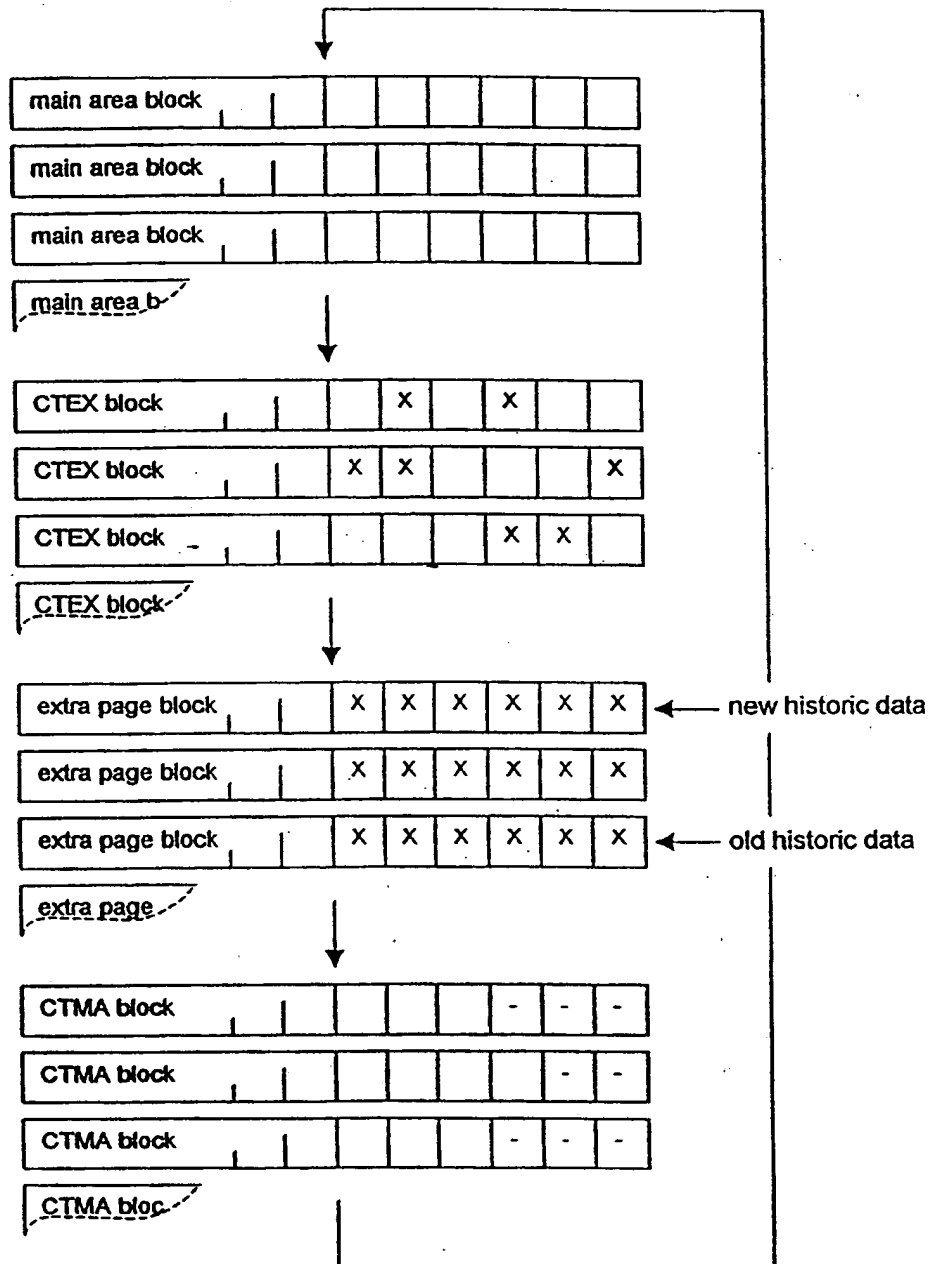 main area block
main area block
main area block
main area b
CTEX block X X
CTEX block X X X
CTEX block X X
CTEX block
extra page block X X X X X X new historic data
extra page block X X X X X X
extra page block X X X X X X old historic data
extra page
CTMA block - - -
CTMA block - -
CTMA block - - -
CTMA bloc